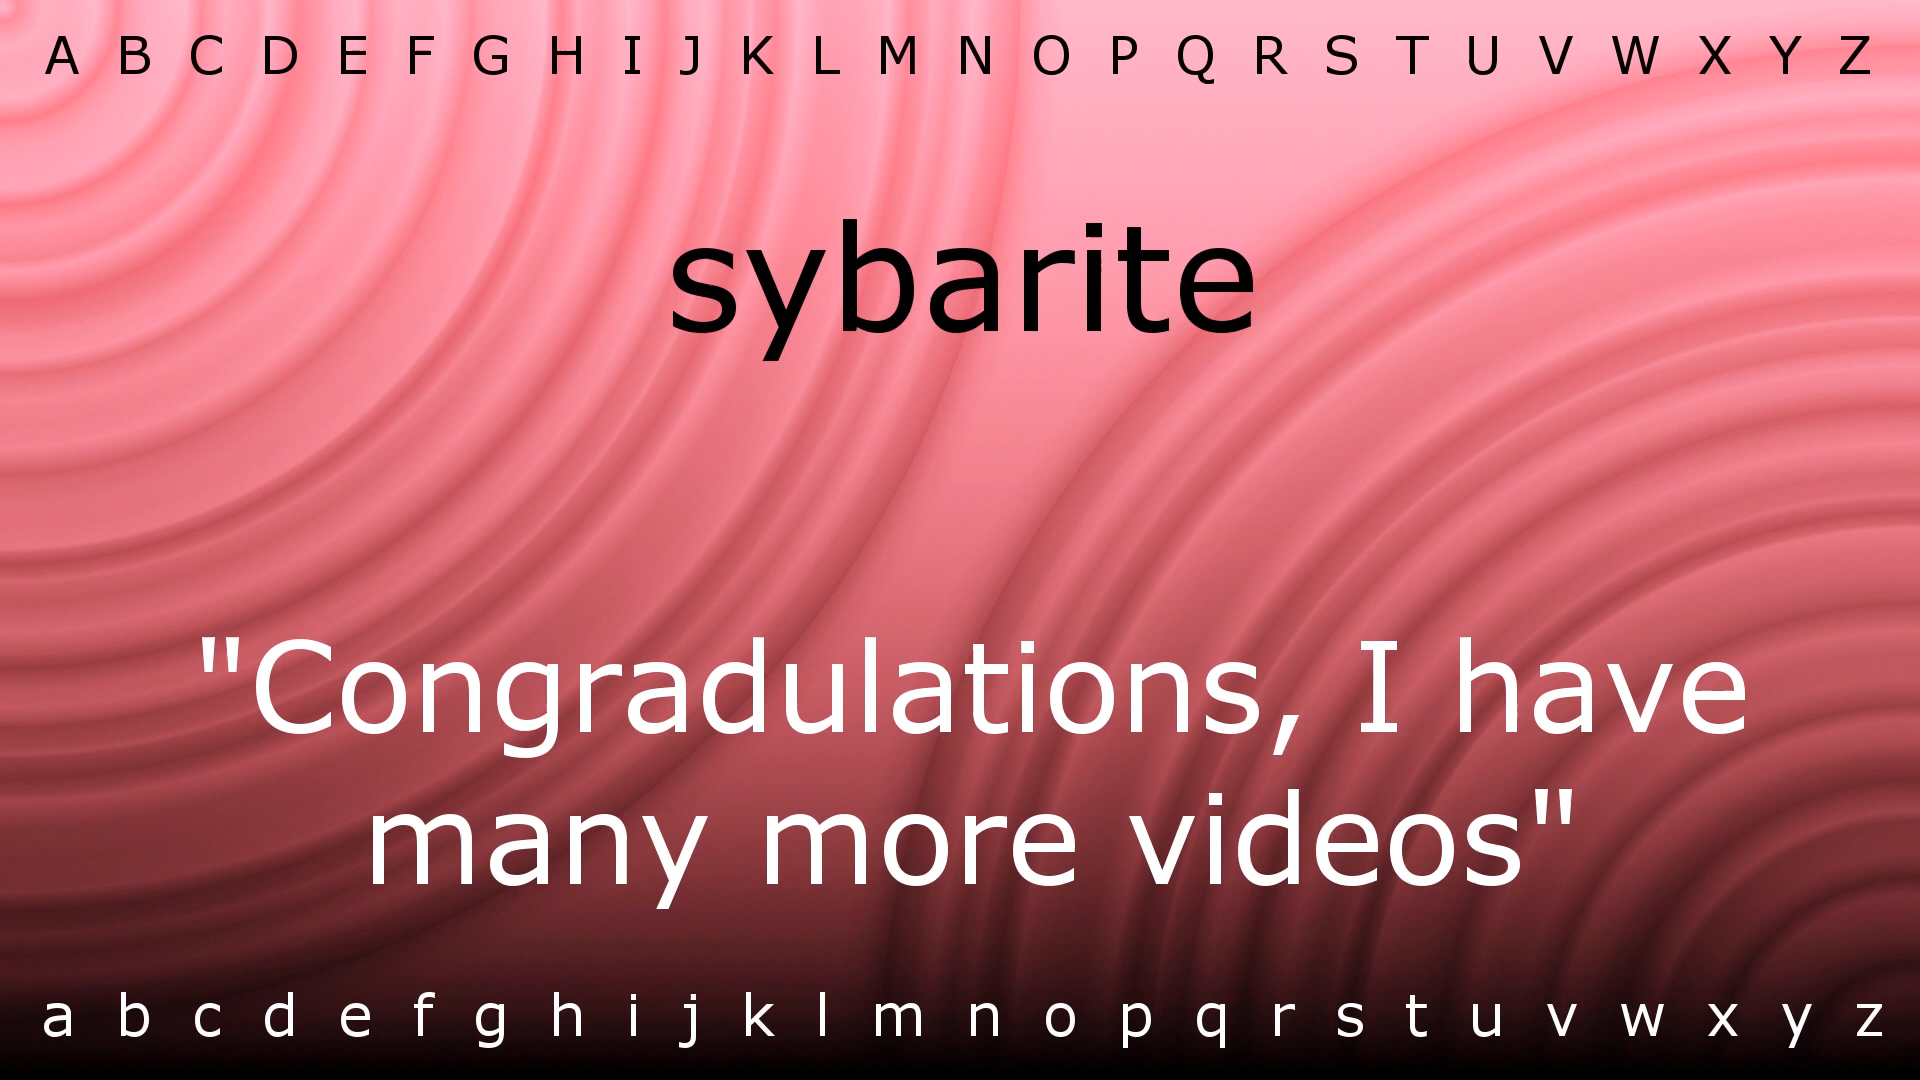 A B C D E F G H I J K L M N O P Q R S T U V W X Y Z
sybarite
"Congradulations, I have
many more videos"
a b c d e f g h i j k l m n o p q r s t u v w x y z